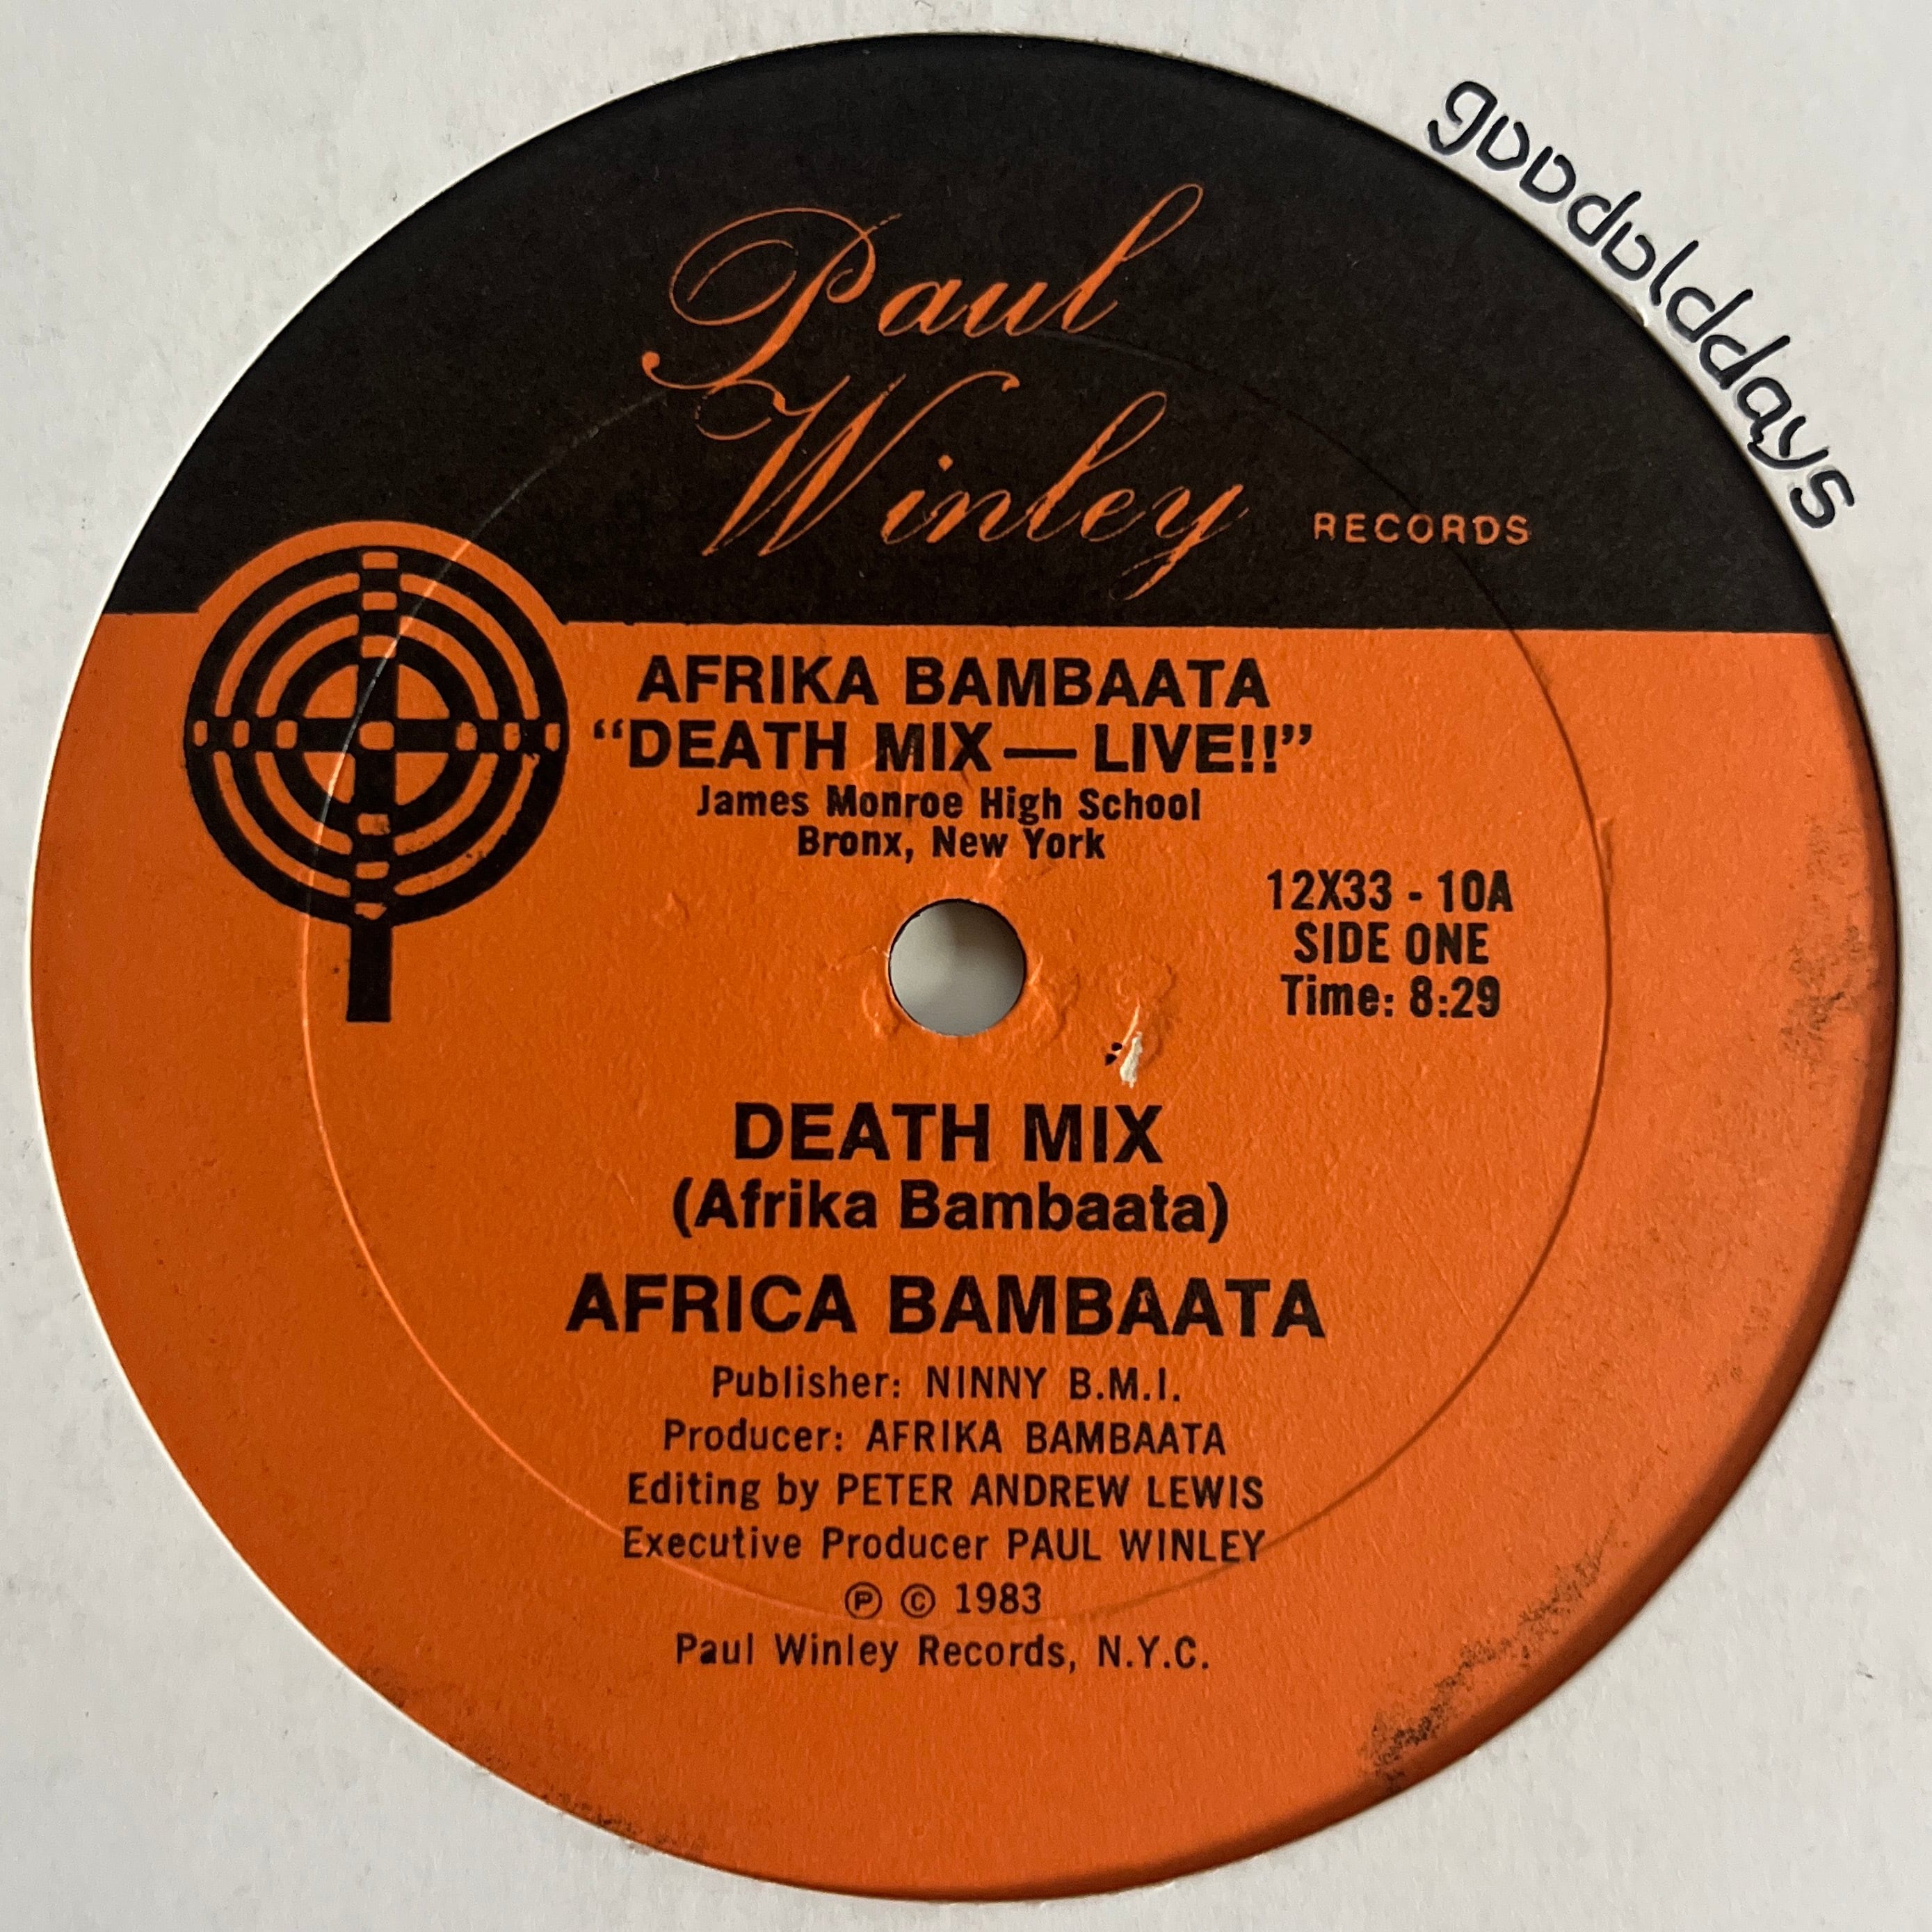 goodolddays
Paul
Winley RECORDS
AFRIKA BAMBAATA
“DEATH MIX — LIVE!!”
James Monroe High School
Bronx, New York
12X33 - 10A
SIDE ONE
Time: 8:29
DEATH MIX
(Afrika Bambaata)
AFRICA BAMBAATA
Publisher: NINNY B.M.I.
Producer: AFRIKA BAMBAATA
Editing by PETER ANDREW LEWIS
Executive Producer PAUL WINLEY
Ⓟ © 1983
Paul Winley Records, N.Y.C.